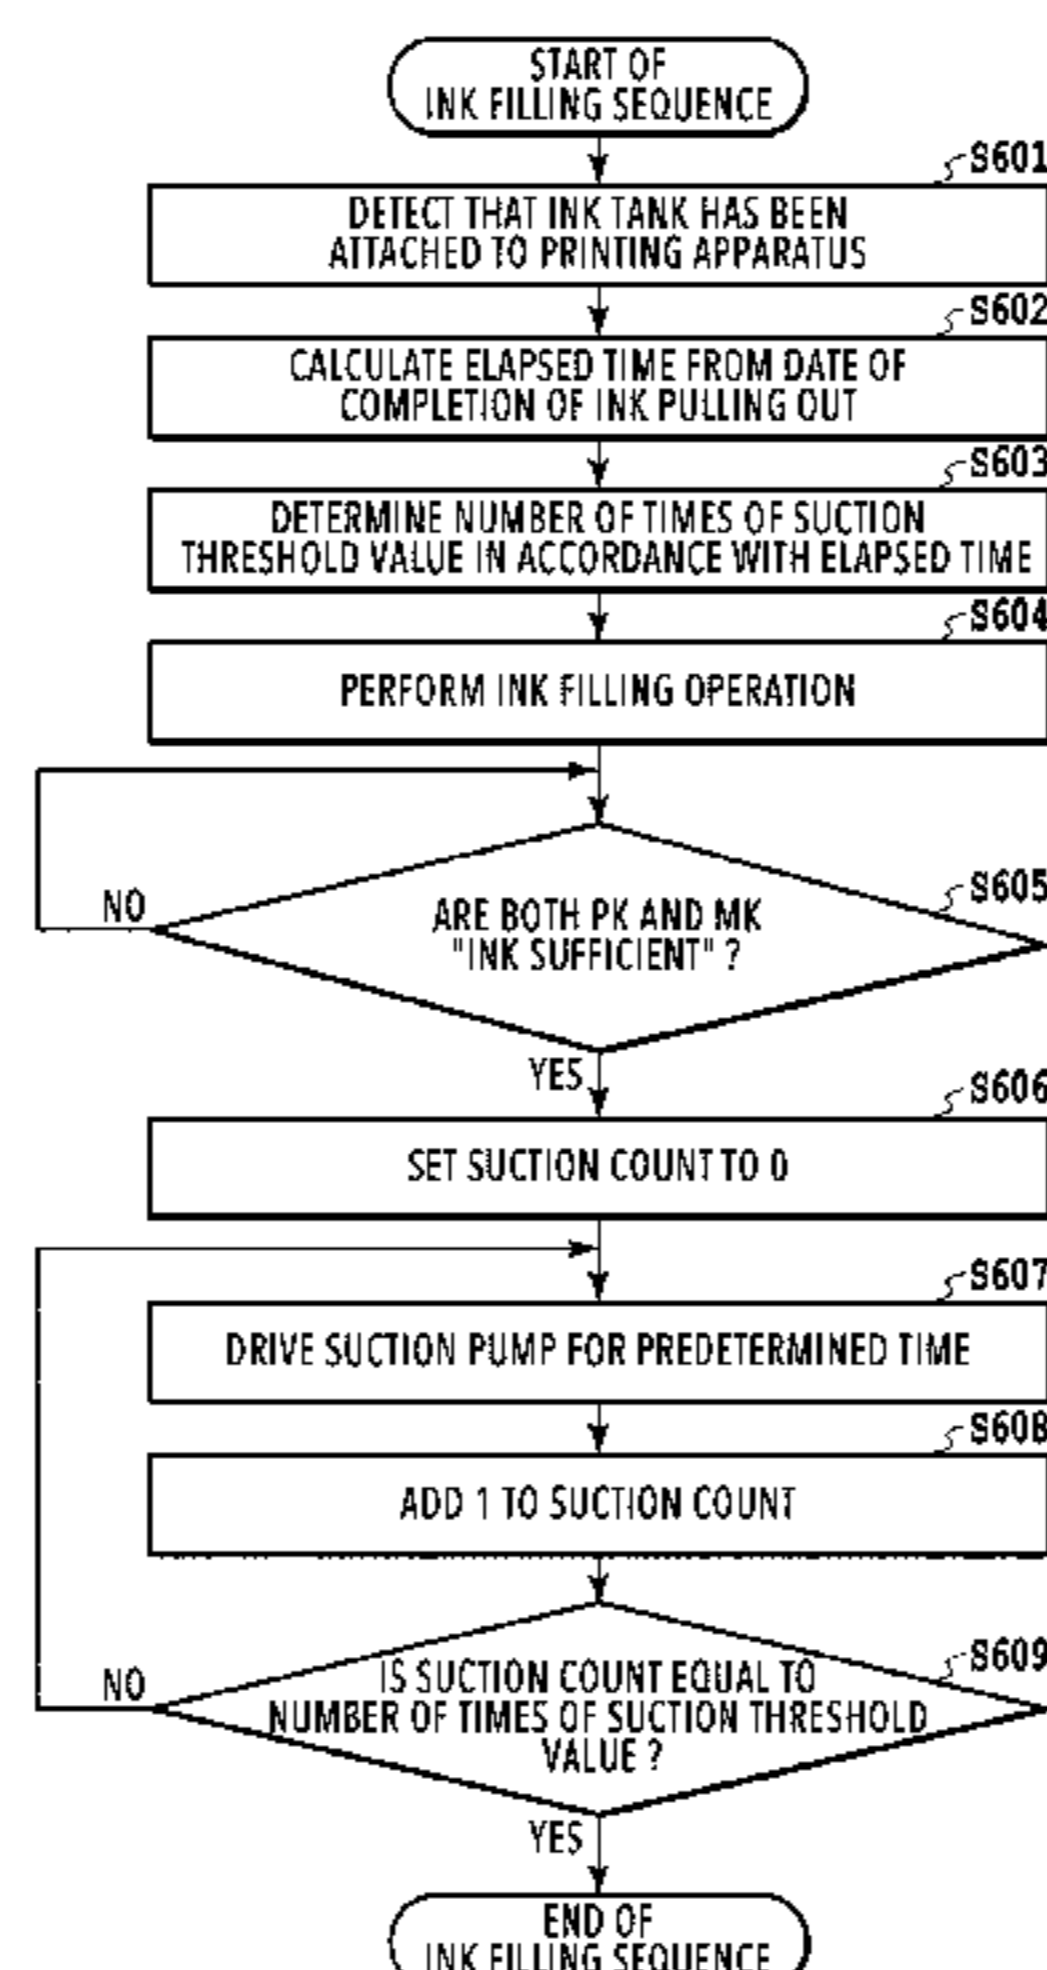 START OF
INK FILLING SEQUENCE
S601
DETECT THAT INK TANK HAS BEEN
ATTACHED TO PRINTING APPARATUS
S602
CALCULATE ELAPSED TIME FROM DATE OF
COMPLETION OF INK PULLING OUT
S603
DETERMINE NUMBER OF TIMES OF SUCTION
THRESHOLD VALUE IN ACCORDANCE WITH ELAPSED TIME
S604
PERFORM INK FILLING OPERATION
S605
NO
ARE BOTH PK AND MK
"INK SUFFICIENT" ?
YES
S606
SET SUCTION COUNT TO 0
S607
DRIVE SUCTION PUMP FOR PREDETERMINED TIME
S608
ADD 1 TO SUCTION COUNT
S609
NO
IS SUCTION COUNT EQUAL TO
NUMBER OF TIMES OF SUCTION THRESHOLD
VALUE ?
YES
END OF
INK FILLING SEQUENCE